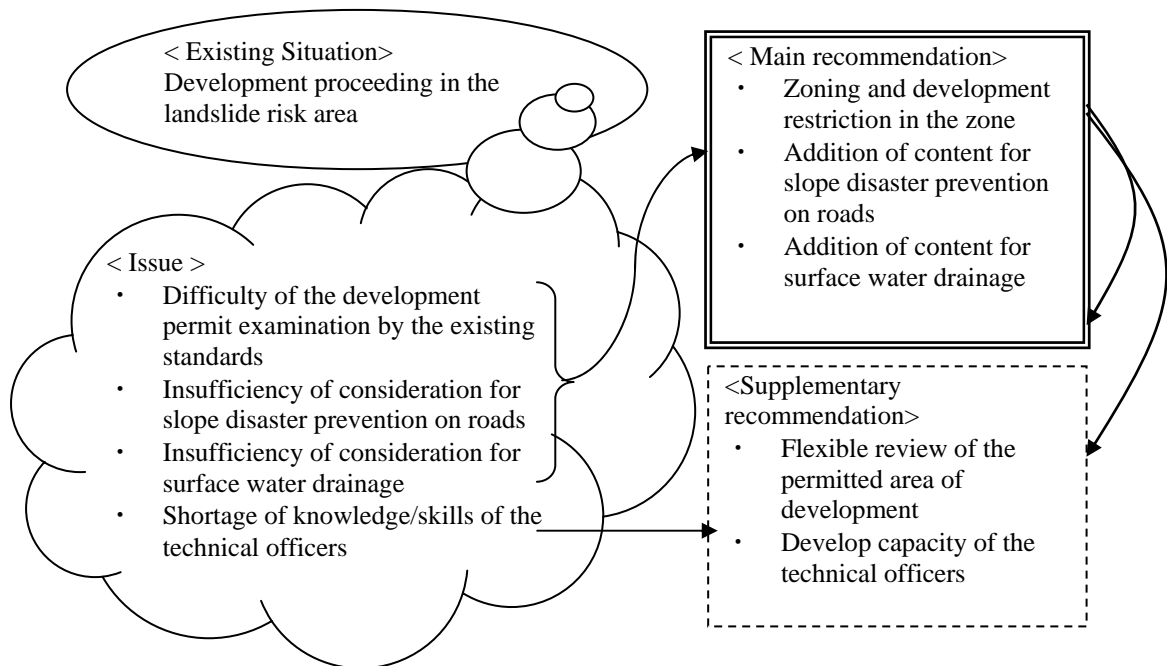 < Existing Situation>
Development proceeding in the
landslide risk area
< Issue >
・ Difficulty of the development
permit examination by the existing
standards
・ Insufficiency of consideration for
slope disaster prevention on roads
・ Insufficiency of consideration for
surface water drainage
・ Shortage of knowledge/skills of the
technical officers
< Main recommendation>
・ Zoning and development
restriction in the zone
・ Addition of content for
slope disaster prevention
on roads
・ Addition of content for
surface water drainage
<Supplementary
recommendation>
・ Flexible review of the
permitted area of
development
・ Develop capacity of the
technical officers